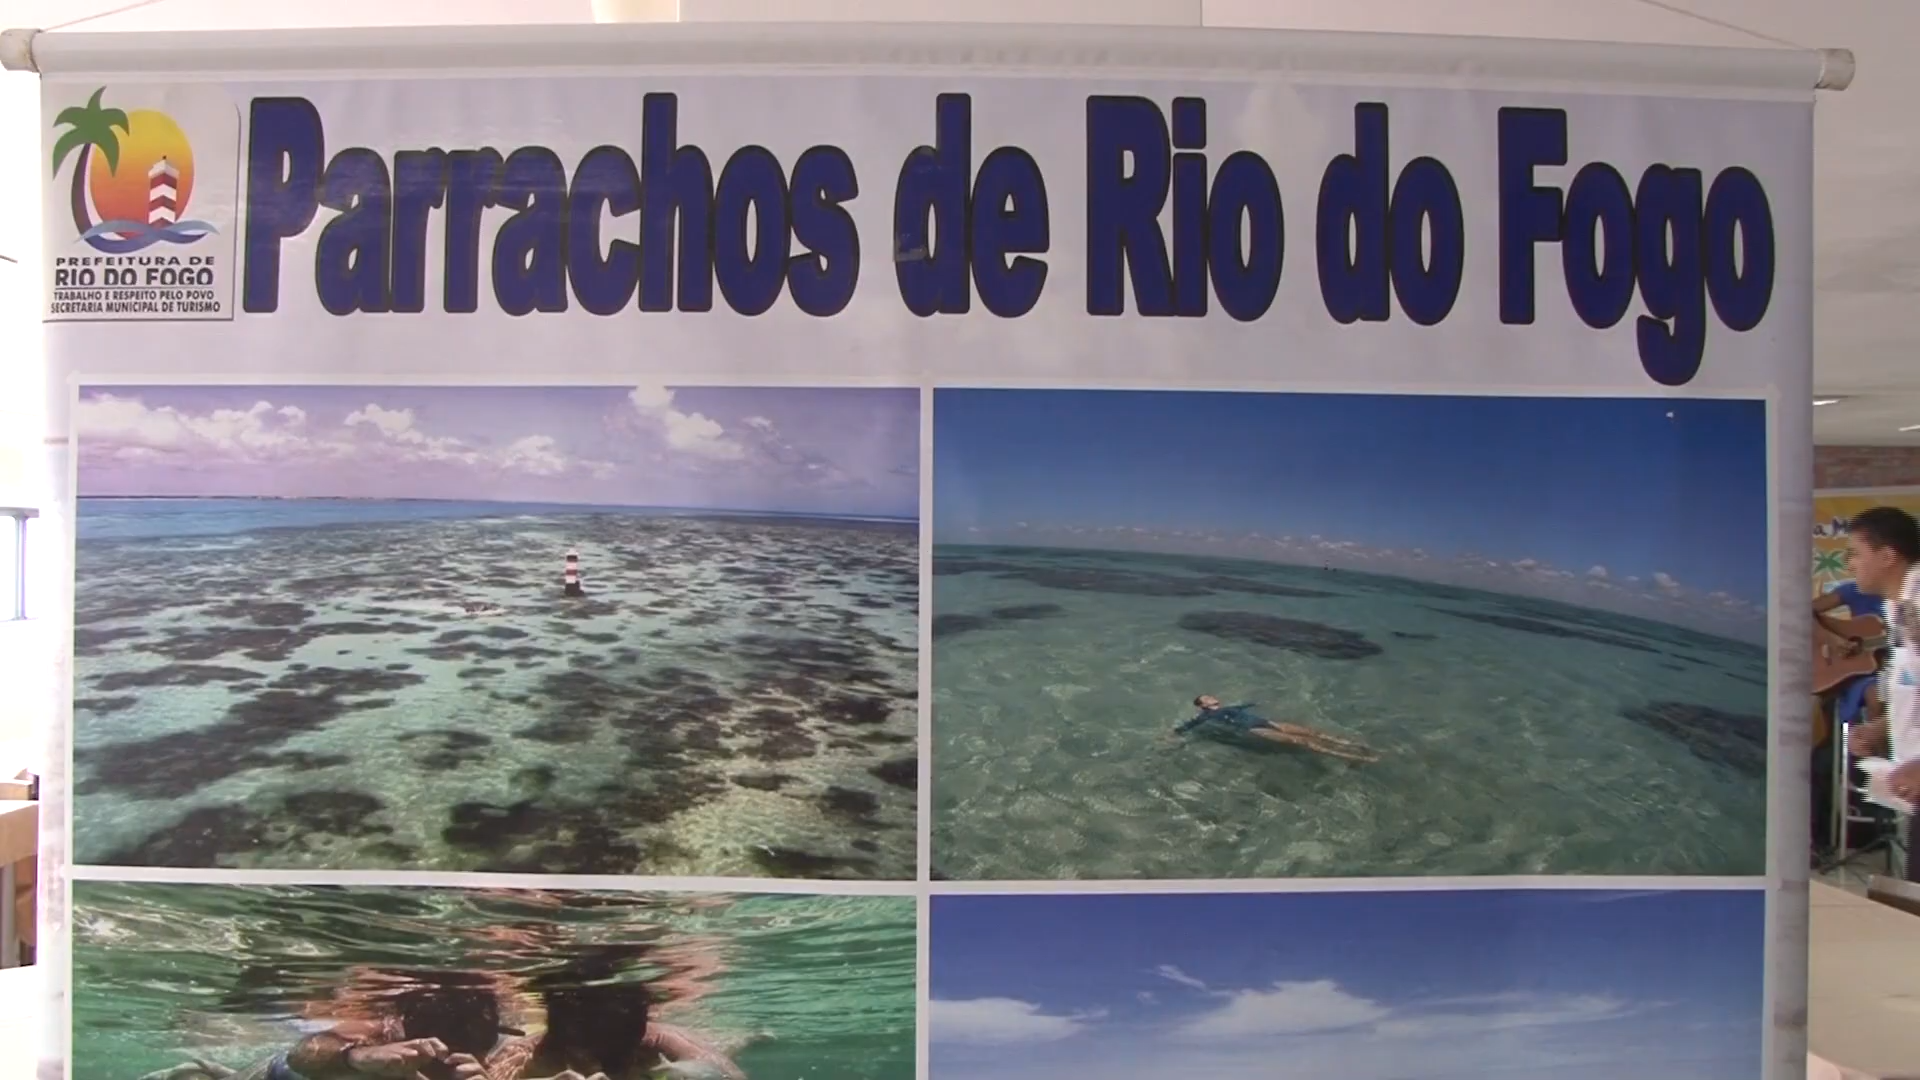 Parrachos de Rio do Fogo
PREFEITURA DE
RIO DO FOGO
TRABALHO E RESPEITO PELO POVO
SECRETARIA MUNICIPAL DE TURISMO